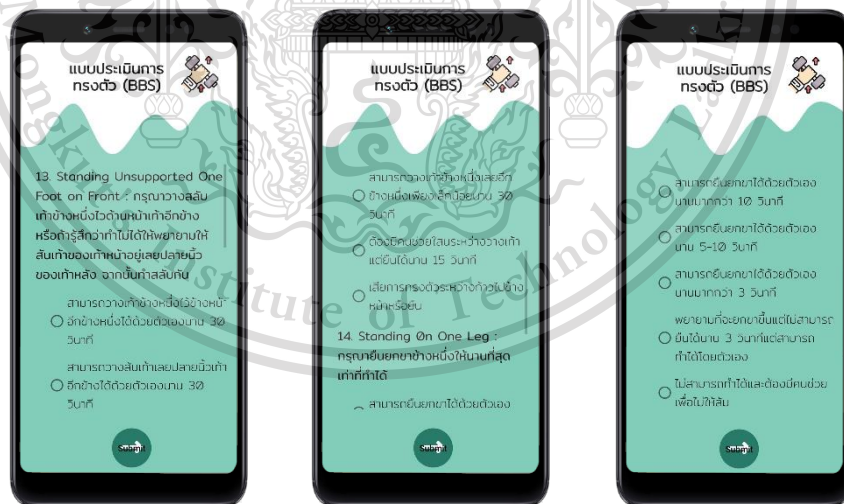 แบบประเมินการ
ทรงตัว (BBS)
13. Standing Unsupported One
Foot on Front : กรุณาวางสลับ
เท้าข้างหนึ่งไว้ด้านหน้าเท้าอีกข้าง
หรือถ้ารู้สึกว่าทำไม่ได้ให้พยายามให้
ส้นเท้าของเท้าหน้าอยู่เลยปลายนิ้ว
ของเท้าหลัง จากนั้นทำสลับกัน
สามารถวางเท้าข้างหนึ่งไว้ข้างหน้า
อีกข้างหนึ่งได้ด้วยตัวเองนาน 30
วินาที
สามารถวางส้นเท้าเลยปลายนิ้วเท้า
อีกข้างได้ด้วยตัวเองนาน 30
วินาที
Submit
แบบประเมินการ
ทรงตัว (BBS)
สามารถวางเท้าข้างหนึ่งเลยอีก
ข้างหนึ่งเพียงเล็กน้อยนาน 30
วินาที
ต้องมีคนช่วยใสนระหว่างวางเท้า
แต่ยืนได้นาน 15 วินาที
เสียการทรงตัวระหว่างก้าวไปข้าง
หน้าหรือยืน
14. Standing On One Leg :
กรุณายืนยกขาข้างหนึ่งให้นานที่สุด
เท่าที่ทำได้
สามารถยืนยกขาได้ด้วยตัวเอง
Submit
แบบประเมินการ
ทรงตัว (BBS)
สามารถยืนยกขาได้ด้วยตัวเอง
นานมากกว่า 10 วินาที
สามารถยืนยกขาได้ด้วยตัวเอง
นาน 5-10 วินาที
สามารถยืนยกขาได้ด้วยตัวเอง
นานมากกว่า 3 วินาที
พยายามที่จะยกขาขึ้นแต่ไม่สามารถ
ยืนได้นาน 3 วินาทีแต่สามารถ
ทำได้โดยตัวเอง
ไม่สามารถทำได้และต้องมีคนช่วย
เพื่อไม่ให้ล้ม
Submit
Institute of Technology